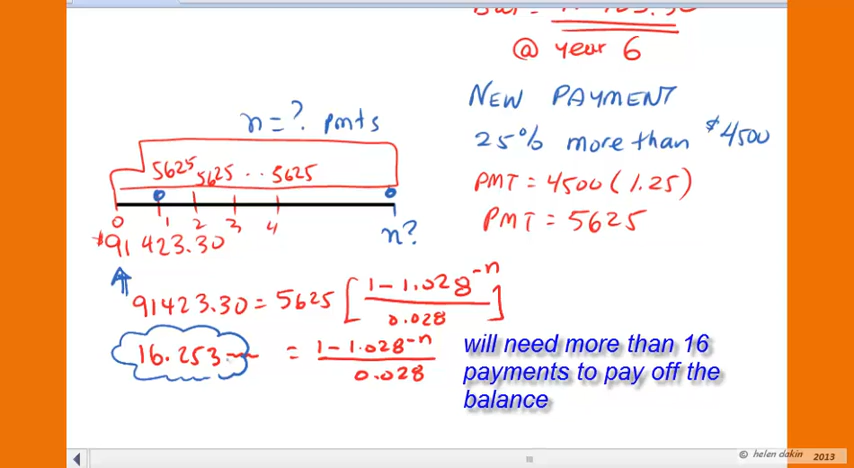 @ year 6
NEW PAYMENT
n=? pmts
25% more than $4500
5625 5625 .. 5625
PMT = 4500(1.25)
0 1 2 3 4 n?
PMT = 5625
$91 423.30
91423.30 = 5625 [ 1 - 1.028^-n / 0.028 ]
16.253... = 1 - 1.028^-n / 0.028
will need more than 16
payments to pay off the
balance
© helen dakin 2013